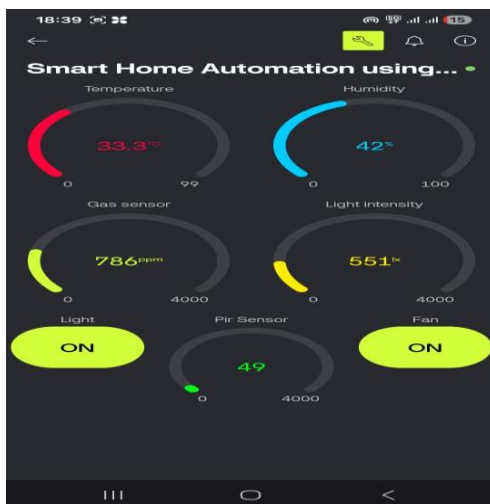 18:39 15
Smart Home Automation using...
Temperature Humidity
33.3°C 42%
0 99 0 100
Gas sensor Light Intensity
786ppm 551lx
0 4000 0 4000
Light Pir Sensor Fan
ON 49 ON
0 4000